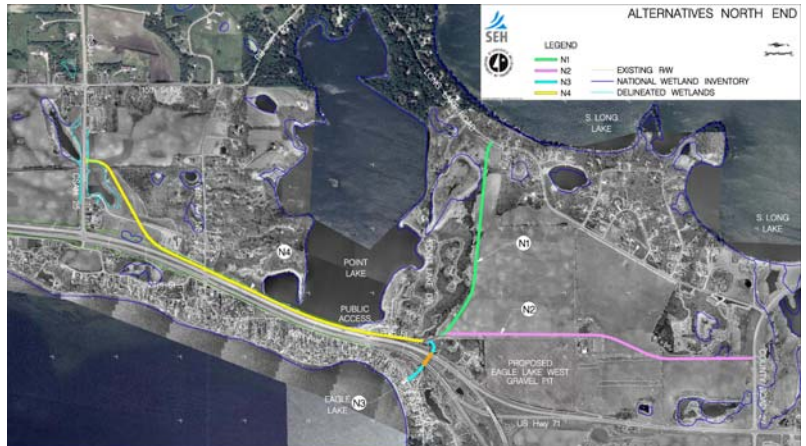 ALTERNATIVES NORTH END
SEH
LEGEND
N1
N2
N3
N4
EXISTING R/W
NATIONAL WETLAND INVENTORY
DELINEATED WETLANDS
S. LONG
LAKE
S. LONG
LAKE
N4
POINT
LAKE
PUBLIC
ACCESS
N1
N2
PROPOSED
EAGLE LAKE WEST
GRAVEL PIT
EAGLE
LAKE
N3
US Hwy 71